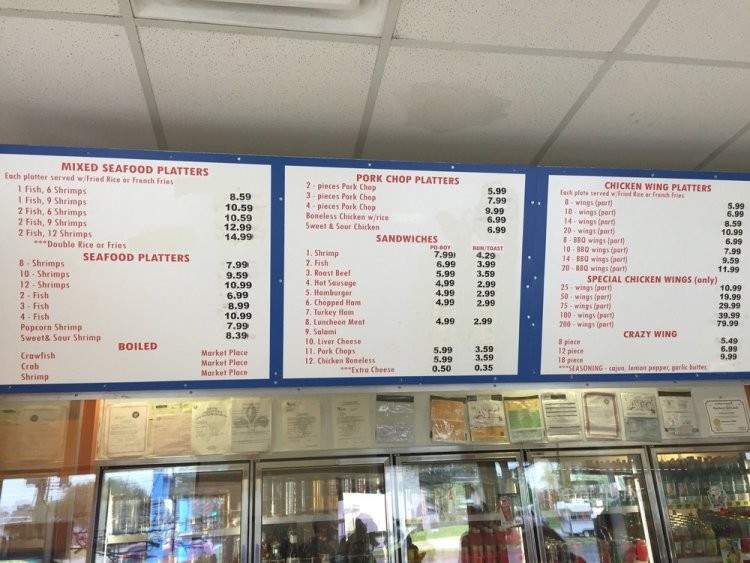 MIXED SEAFOOD PLATTERS
Each platter served w/Fried Rice or Franch Fries
1 Fish, 6 Shrimps 8.59
1 Fish, 9 Shrimps 10.59
2 Fish, 6 Shrimps 10.59
2 Fish, 9 Shrimps 12.99
2 Fish, 12 Shrimps 14.99
***Double Rice or Fries
SEAFOOD PLATTERS
8 - Shrimps 7.99
10 - Shrimps 9.59
12 - Shrimps 10.99
2 - Fish 6.99
3 - Fish 8.99
4 - Fish 10.99
Popcorn Shrimp 7.99
Sweet& Sour Shrimp 8.39
BOILED
Crawfish Market Place
Crab Market Place
Shrimp Market Place
PORK CHOP PLATTERS
2 - pieces Pork Chop 5.99
3 - pieces Pork Chop 7.99
4 - pieces Pork Chop 9.99
Boneless Chicken w/rice 6.99
Sweet & Sour Chicken 6.99
SANDWICHES
PO-BOY BUN/TOAST
1. Shrimp 7.99 4.29
2. Fish 6.99 3.99
3. Roast Beef 5.99 3.59
4. Hot Sausage 4.99 2.99
5. Hamburger 4.99 2.99
6. Chopped Ham 4.99 2.99
7. Turkey Ham
8. Luncheon Meat 4.99 2.99
9. Salami
10. Liver Cheese
11. Pork Chops 5.99 3.59
12. Chicken Boneless 5.99 3.59
***Extra Cheese 0.50 0.35
CHICKEN WING PLATTERS
Each plate served w/Fried Rice or French Fries
8 - wings (part) 5.99
10 - wings (part) 6.99
14 - wings (part) 8.59
20 - wings (part) 10.99
8 - BBQ wings (part) 6.99
10 - BBQ wings (part) 7.99
14 - BBQ wings (part) 9.59
20 - BBQ wings (part) 11.99
SPECIAL CHICKEN WINGS (only)
25 - wings (part) 10.99
50 - wings (part) 19.99
75 - wings (part) 29.99
100 - wings (part) 39.99
200 - wings (part) 79.99
CRAZY WING
8 piece 5.49
12 piece 6.99
18 piece 9.99
***SEASONING - cajun, lemon pepper, garlic butter.